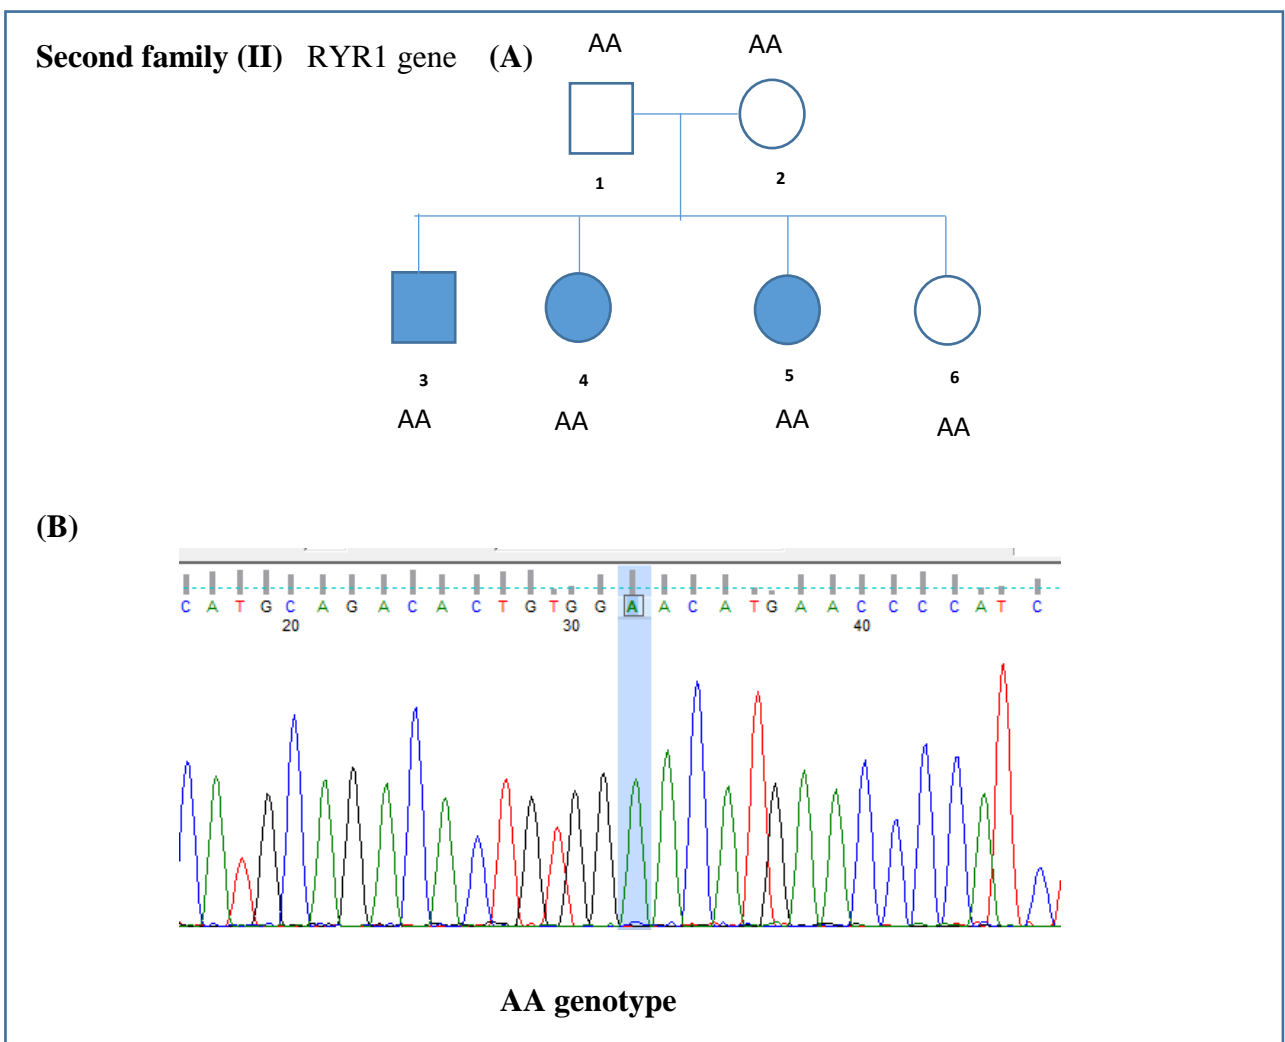 Second family (II) RYR1 gene (A)
AA AA
1 2
3 4 5 6
AA AA AA AA
(B)
C A T G C A G A C A C T G T G G A A C A T G A A C C C C A T C
20 30 40
AA genotype